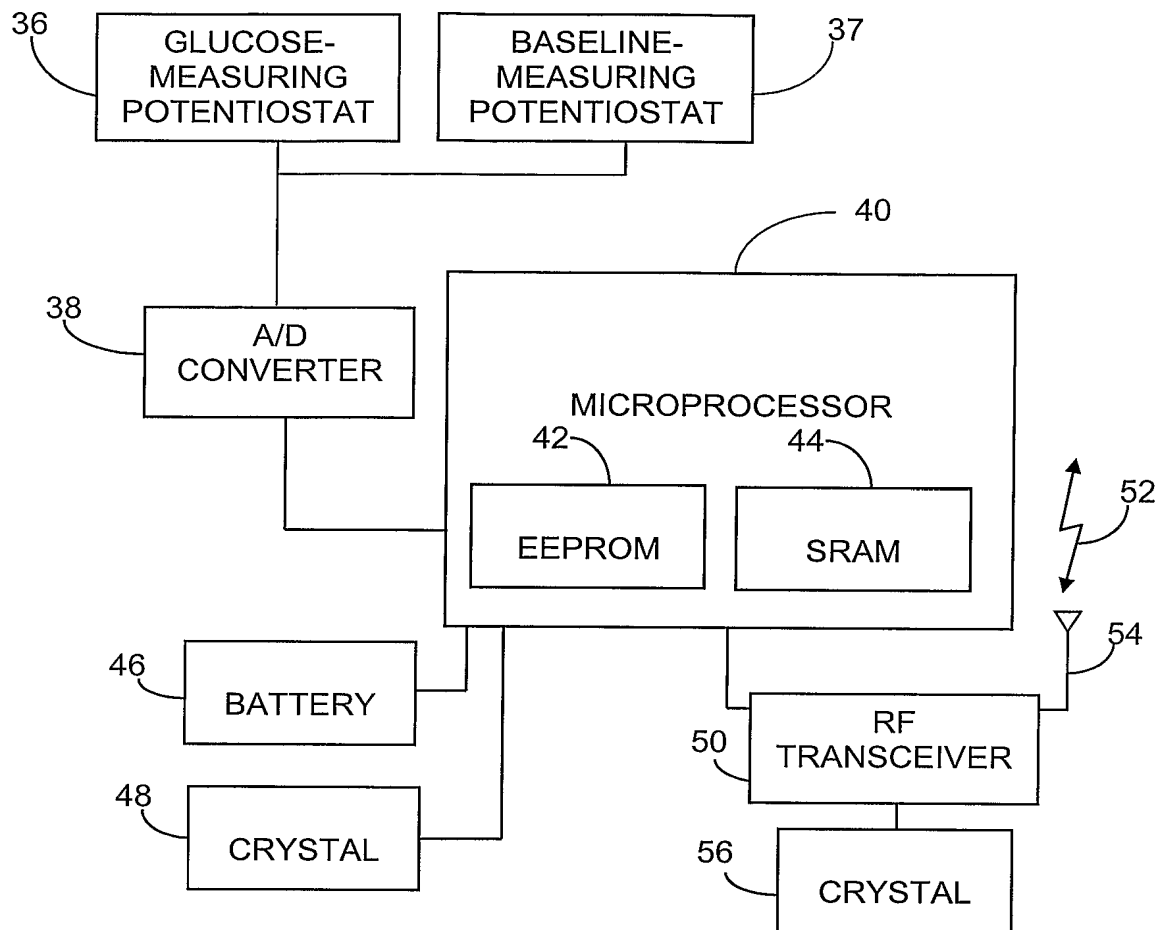 36
GLUCOSE-
MEASURING
POTENTIOSTAT
BASELINE-
MEASURING
POTENTIOSTAT
37
40
38
A/D
CONVERTER
MICROPROCESSOR
42
44
EEPROM
SRAM
52
46
BATTERY
54
50
RF
TRANSCEIVER
48
CRYSTAL
56
CRYSTAL